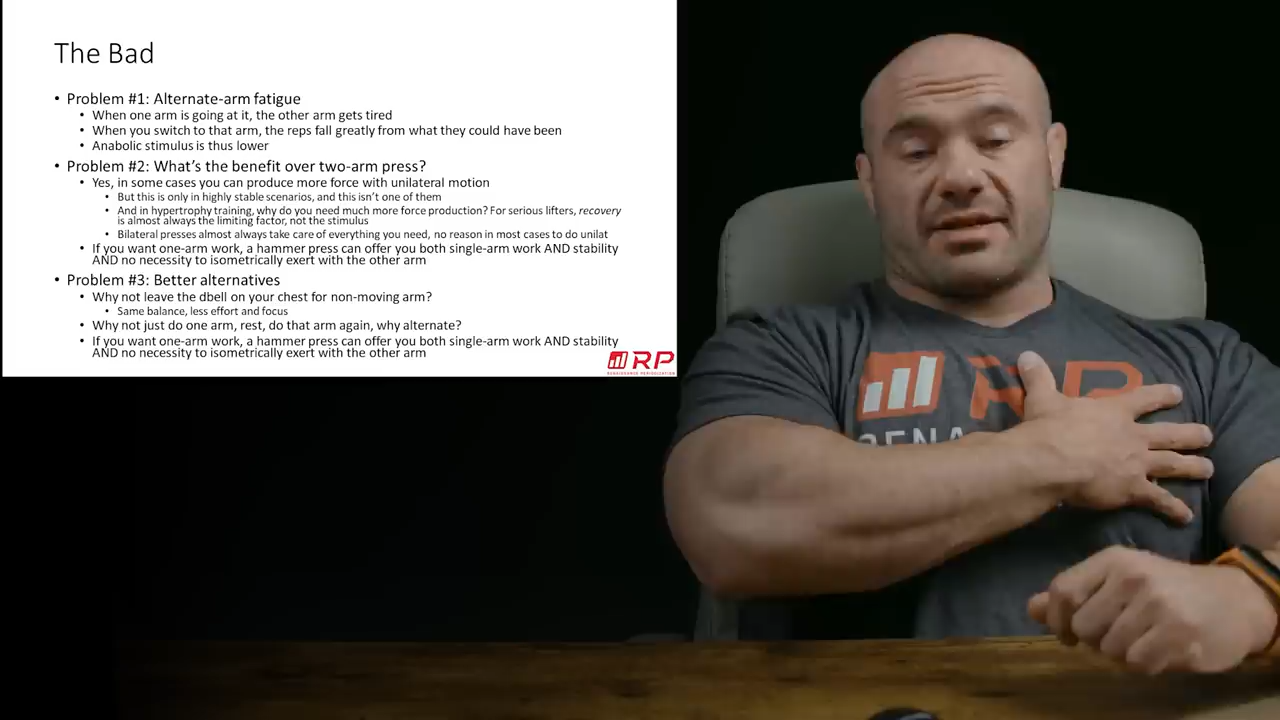 The Bad
• Problem #1: Alternate-arm fatigue
• When one arm is going at it, the other arm gets tired
• When you switch to that arm, the reps fall greatly from what they could have been
• Anabolic stimulus is thus lower
• Problem #2: What's the benefit over two-arm press?
• Yes, in some cases you can produce more force with unilateral motion
• But this is only in highly stable scenarios, and this isn't one of them
• And in hypertrophy training, why do you need much more force production? For serious lifters, recovery
is almost always the limiting factor, not the stimulus
• Bilateral presses almost always take care of everything you need, no reason in most cases to do unilat
• If you want one-arm work, a hammer press can offer you both single-arm work AND stability
AND no necessity to isometrically exert with the other arm
• Problem #3: Better alternatives
• Why not leave the dbell on your chest for non-moving arm?
• Same balance, less effort and focus
• Why not just do one arm, rest, do that arm again, why alternate?
• If you want one-arm work, a hammer press can offer you both single-arm work AND stability
AND no necessity to isometrically exert with the other arm
RP
RENAISSANCE PERIODIZATION
RP
RENA